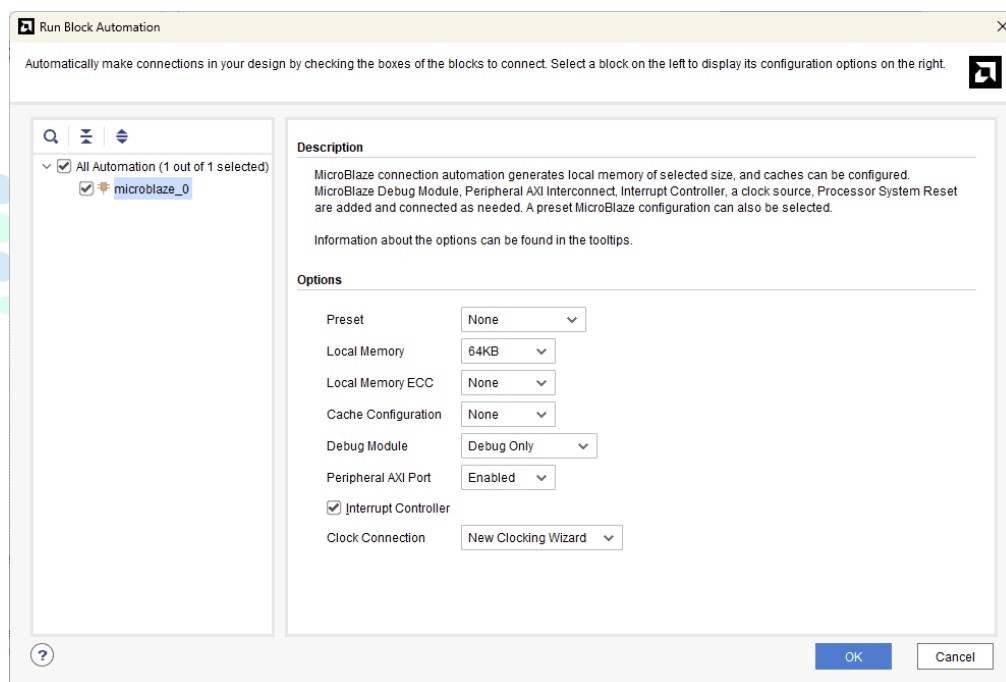 Run Block Automation
Automatically make connections in your design by checking the boxes of the blocks to connect. Select a block on the left to display its configuration options on the right.
All Automation (1 out of 1 selected)
microblaze_0
Description
MicroBlaze connection automation generates local memory of selected size, and caches can be configured.
MicroBlaze Debug Module, Peripheral AXI Interconnect, Interrupt Controller, a clock source, Processor System Reset
are added and connected as needed. A preset MicroBlaze configuration can also be selected.
Information about the options can be found in the tooltips.
Options
Preset None
Local Memory 64KB
Local Memory ECC None
Cache Configuration None
Debug Module Debug Only
Peripheral AXI Port Enabled
Interrupt Controller
Clock Connection New Clocking Wizard
? OK Cancel